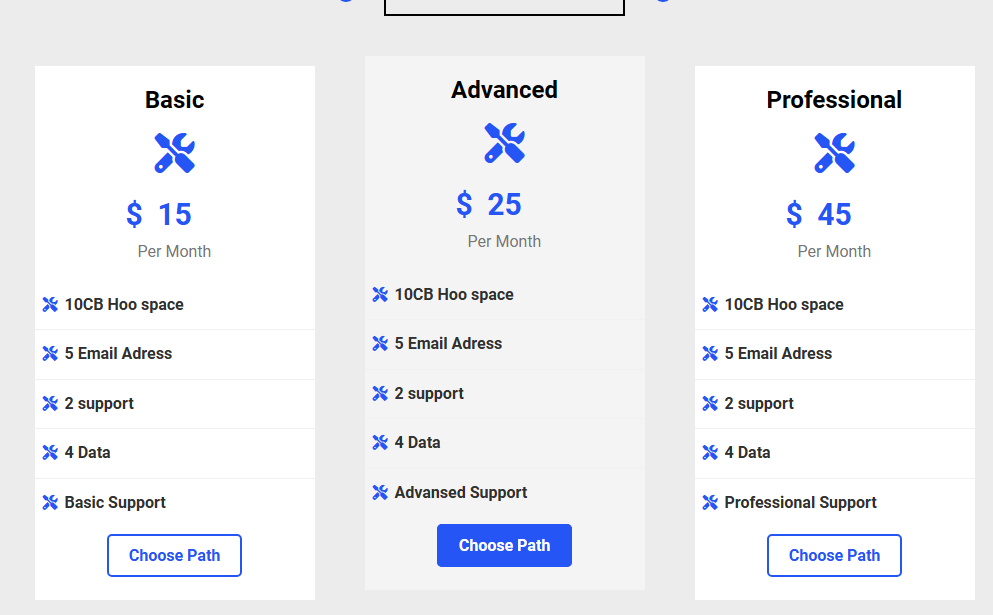 Basic
$ 15
Per Month
10CB Hoo space
5 Email Adress
2 support
4 Data
Basic Support
Choose Path
Advanced
$ 25
Per Month
10CB Hoo space
5 Email Adress
2 support
4 Data
Advansed Support
Choose Path
Professional
$ 45
Per Month
10CB Hoo space
5 Email Adress
2 support
4 Data
Professional Support
Choose Path